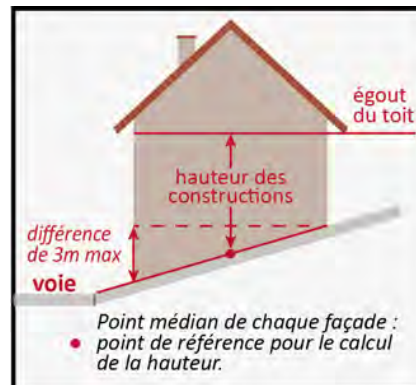 égout
du toit
hauteur des
constructions
différence
de 3m max
voie
Point médian de chaque façade :
point de référence pour le calcul
de la hauteur.